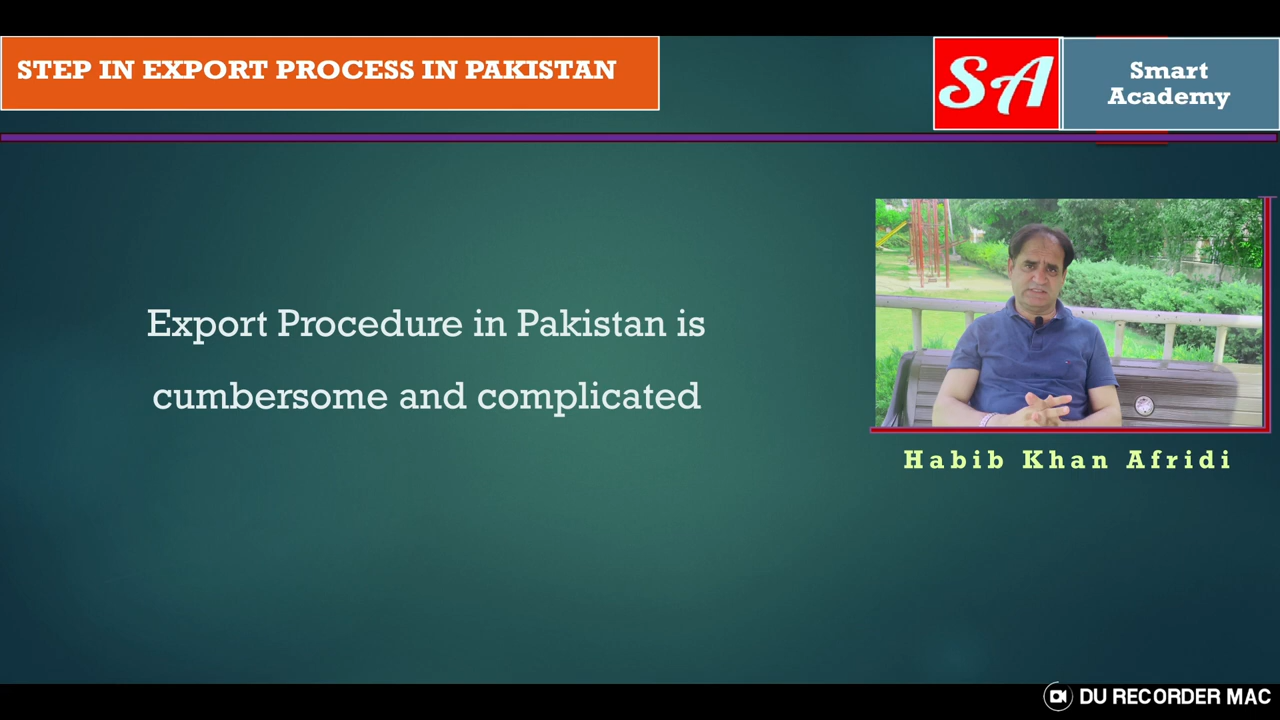 STEP IN EXPORT PROCESS IN PAKISTAN
SA
Smart
Academy
Export Procedure in Pakistan is
cumbersome and complicated
Habib Khan Afridi
DU RECORDER MAC